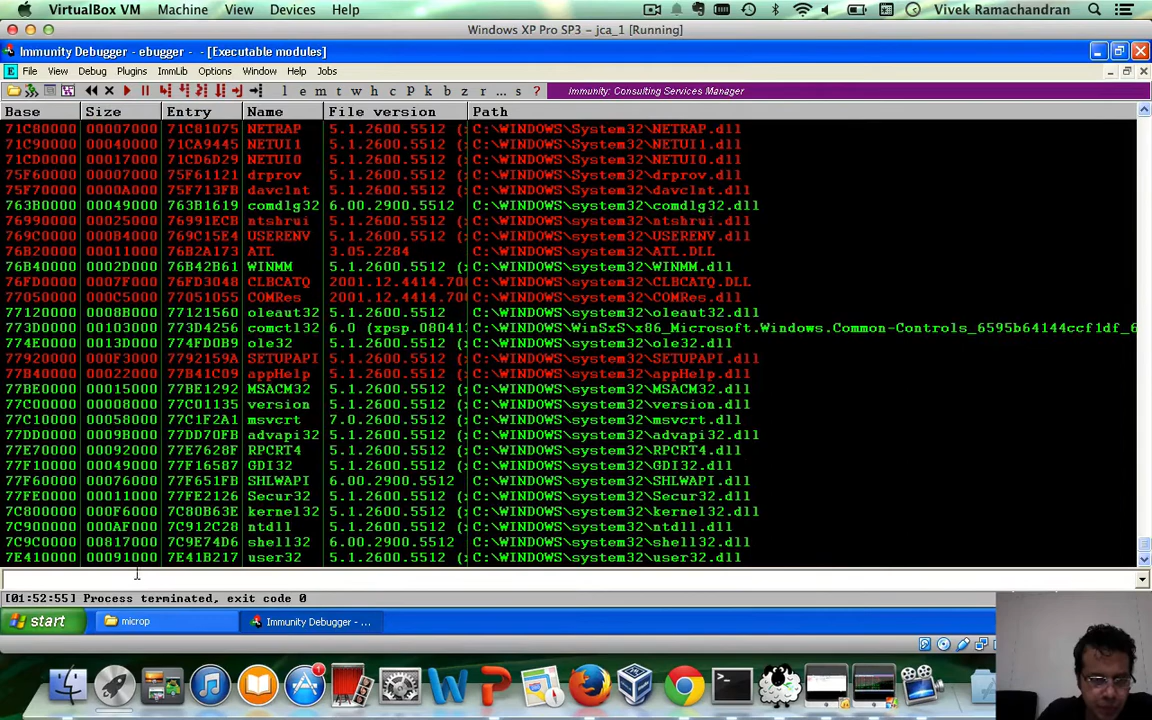 VirtualBox VM Machine View Devices Help Vivek Ramachandran
Windows XP Pro SP3 – jca_1 [Running]
Immunity Debugger - ebugger - - [Executable modules]
E File View Debug Plugins ImmLib Options Window Help Jobs
l e m t w h c p k b z r ... s ? Immunity: Consulting Services Manager
Base Size Entry Name File version Path
71C80000 00007000 71C81075 NETRAP 5.1.2600.5512 (x C:\WINDOWS\System32\NETRAP.dll
71C90000 00040000 71CA9445 NETUI1 5.1.2600.5512 (x C:\WINDOWS\System32\NETUI1.dll
71CD0000 00017000 71CD6D29 NETUI0 5.1.2600.5512 (x C:\WINDOWS\System32\NETUI0.dll
75F60000 00007000 75F61121 drprov 5.1.2600.5512 (x C:\WINDOWS\System32\drprov.dll
75F70000 0000A000 75F713FB davclnt 5.1.2600.5512 (x C:\WINDOWS\System32\davclnt.dll
763B0000 00049000 763B1619 comdlg32 6.00.2900.5512 C:\WINDOWS\system32\comdlg32.dll
76990000 00025000 76991ECB ntshrui 5.1.2600.5512 (x C:\WINDOWS\system32\ntshrui.dll
769C0000 000B4000 769C15E4 USERENV 5.1.2600.5512 (x C:\WINDOWS\system32\USERENV.dll
76B20000 00011000 76B2A173 ATL 3.05.2284 C:\WINDOWS\system32\ATL.DLL
76B40000 0002D000 76B42B61 WINMM 5.1.2600.5512 (x C:\WINDOWS\system32\WINMM.dll
76FD0000 0007F000 76FD3048 CLBCATQ 2001.12.4414.70 C:\WINDOWS\system32\CLBCATQ.DLL
77050000 000C5000 77051055 COMRes 2001.12.4414.70 C:\WINDOWS\system32\COMRes.dll
77120000 0008B000 77121560 oleaut32 5.1.2600.5512 C:\WINDOWS\system32\oleaut32.dll
773D0000 00103000 773D4256 comctl32 6.0 (xpsp.08041 C:\WINDOWS\WinSxS\x86_Microsoft.Windows.Common-Controls_6595b64144ccf1df_6
774E0000 0013D000 774FD0B9 ole32 5.1.2600.5512 (x C:\WINDOWS\system32\ole32.dll
77920000 000F3000 7792159A SETUPAPI 5.1.2600.5512 (x C:\WINDOWS\system32\SETUPAPI.dll
77B40000 00022000 77B41C09 appHelp 5.1.2600.5512 (x C:\WINDOWS\system32\appHelp.dll
77BE0000 00015000 77BE1292 MSACM32 5.1.2600.5512 (x C:\WINDOWS\system32\MSACM32.dll
77C00000 00008000 77C01135 version 5.1.2600.5512 (x C:\WINDOWS\system32\version.dll
77C10000 00058000 77C1F2A1 msvcrt 7.0.2600.5512 (x C:\WINDOWS\system32\msvcrt.dll
77DD0000 0009B000 77DD70FB advapi32 5.1.2600.5512 (x C:\WINDOWS\system32\advapi32.dll
77E70000 00092000 77E7628F RPCRT4 5.1.2600.5512 (x C:\WINDOWS\system32\RPCRT4.dll
77F10000 00049000 77F16587 GDI32 5.1.2600.5512 (x C:\WINDOWS\system32\GDI32.dll
77F60000 00076000 77F651FB SHLWAPI 6.00.2900.5512 C:\WINDOWS\system32\SHLWAPI.dll
77FE0000 00011000 77FE2126 Secur32 5.1.2600.5512 (x C:\WINDOWS\system32\Secur32.dll
7C800000 000F6000 7C80B63E kernel32 5.1.2600.5512 (x C:\WINDOWS\system32\kernel32.dll
7C900000 000AF000 7C912C28 ntdll 5.1.2600.5512 (x C:\WINDOWS\system32\ntdll.dll
7C9C0000 00817000 7C9E74D6 shell32 6.00.2900.5512 C:\WINDOWS\system32\shell32.dll
7E410000 00091000 7E41B217 user32 5.1.2600.5512 (x C:\WINDOWS\system32\user32.dll
[01:52:55] Process terminated, exit code 0
start microp Immunity Debugger - ...